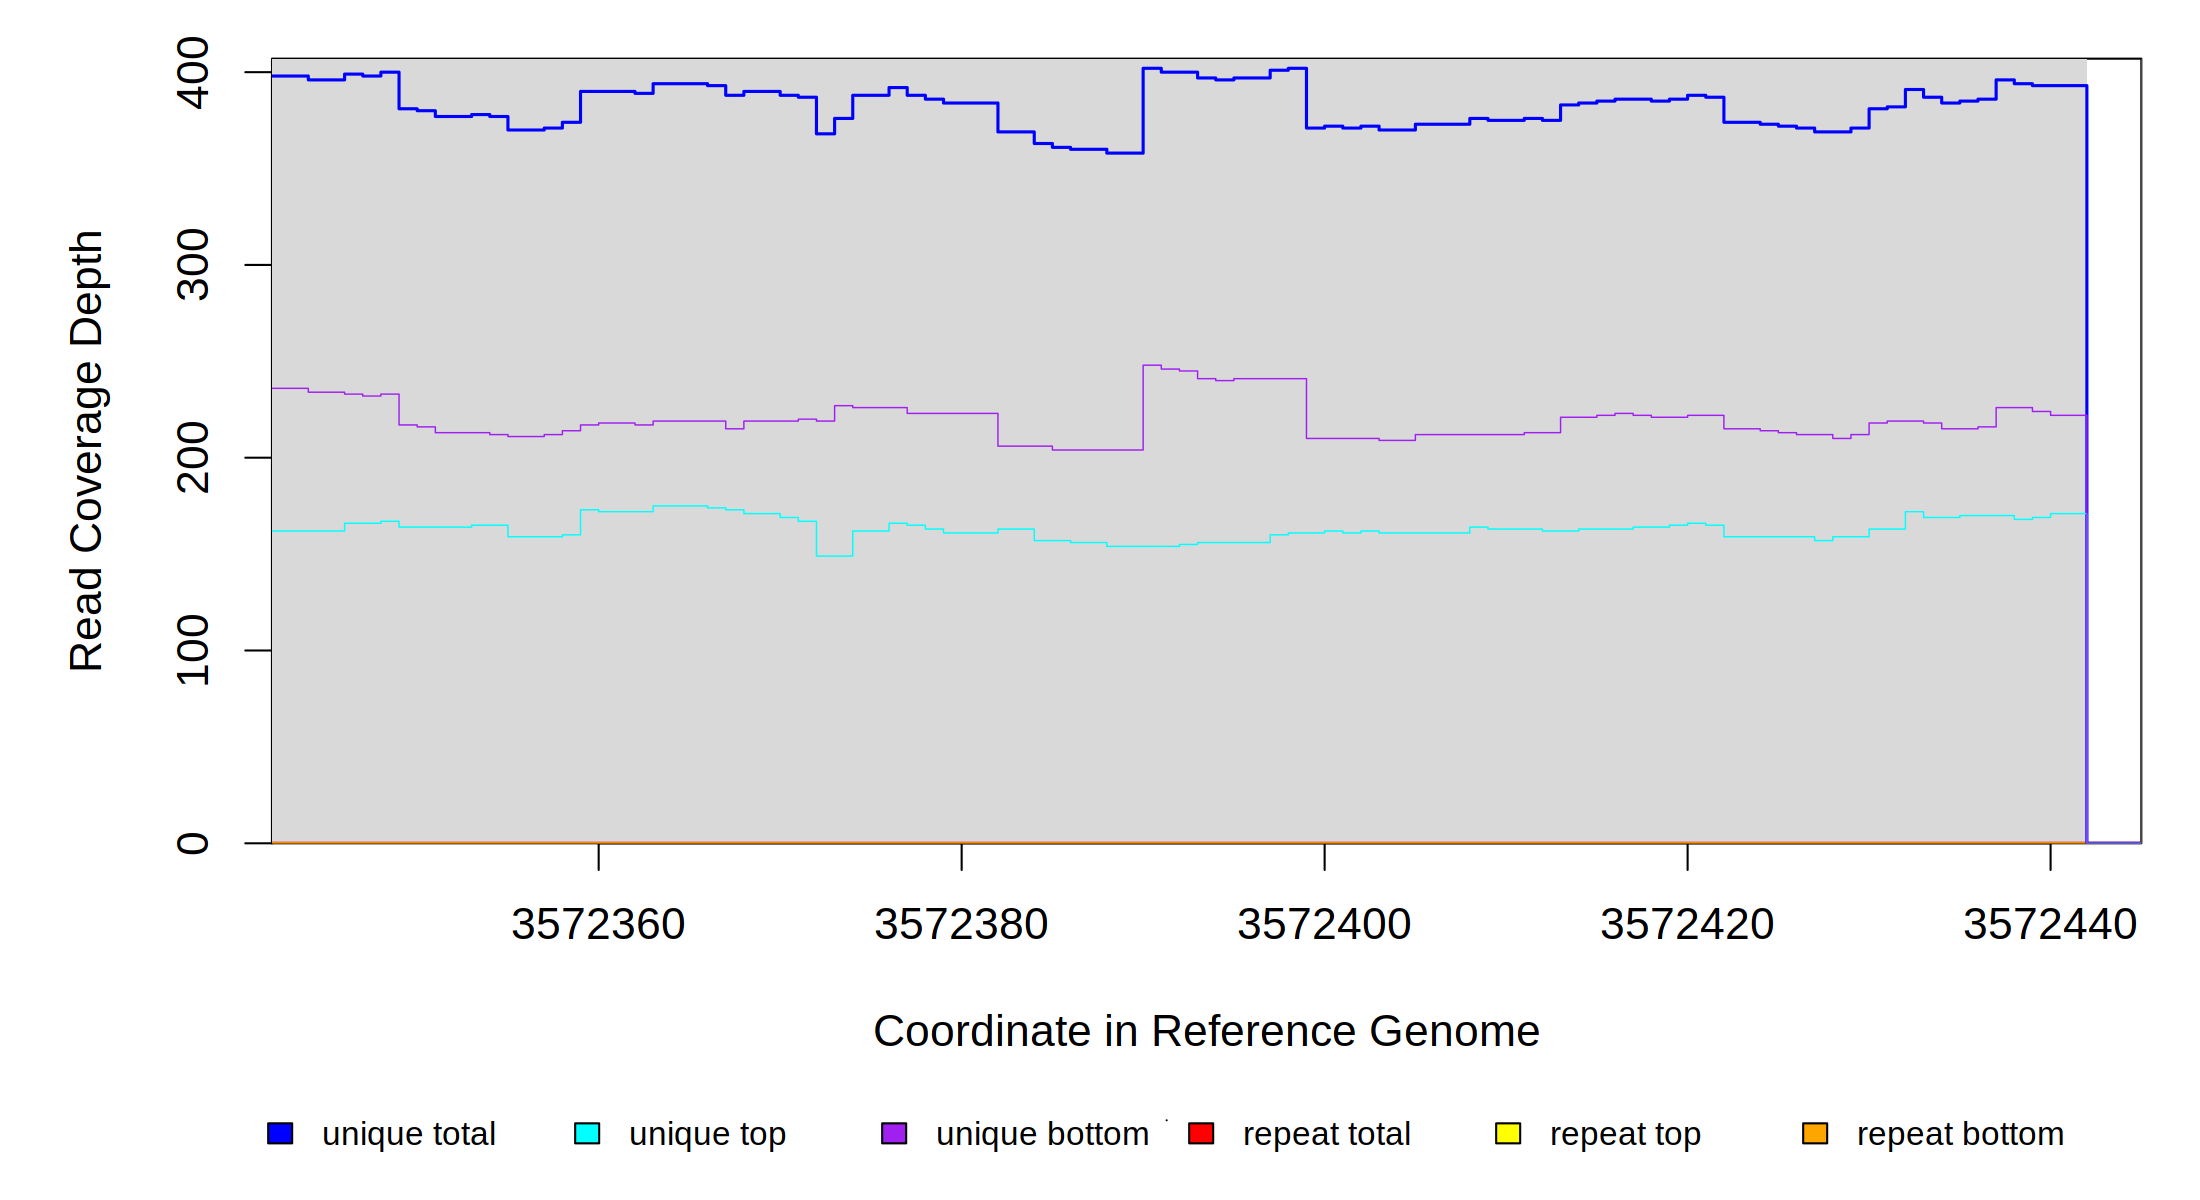 400
300
200
100
0
Read Coverage Depth
3572360 3572380 3572400 3572420 3572440
Coordinate in Reference Genome
unique total unique top unique bottom repeat total repeat top repeat bottom